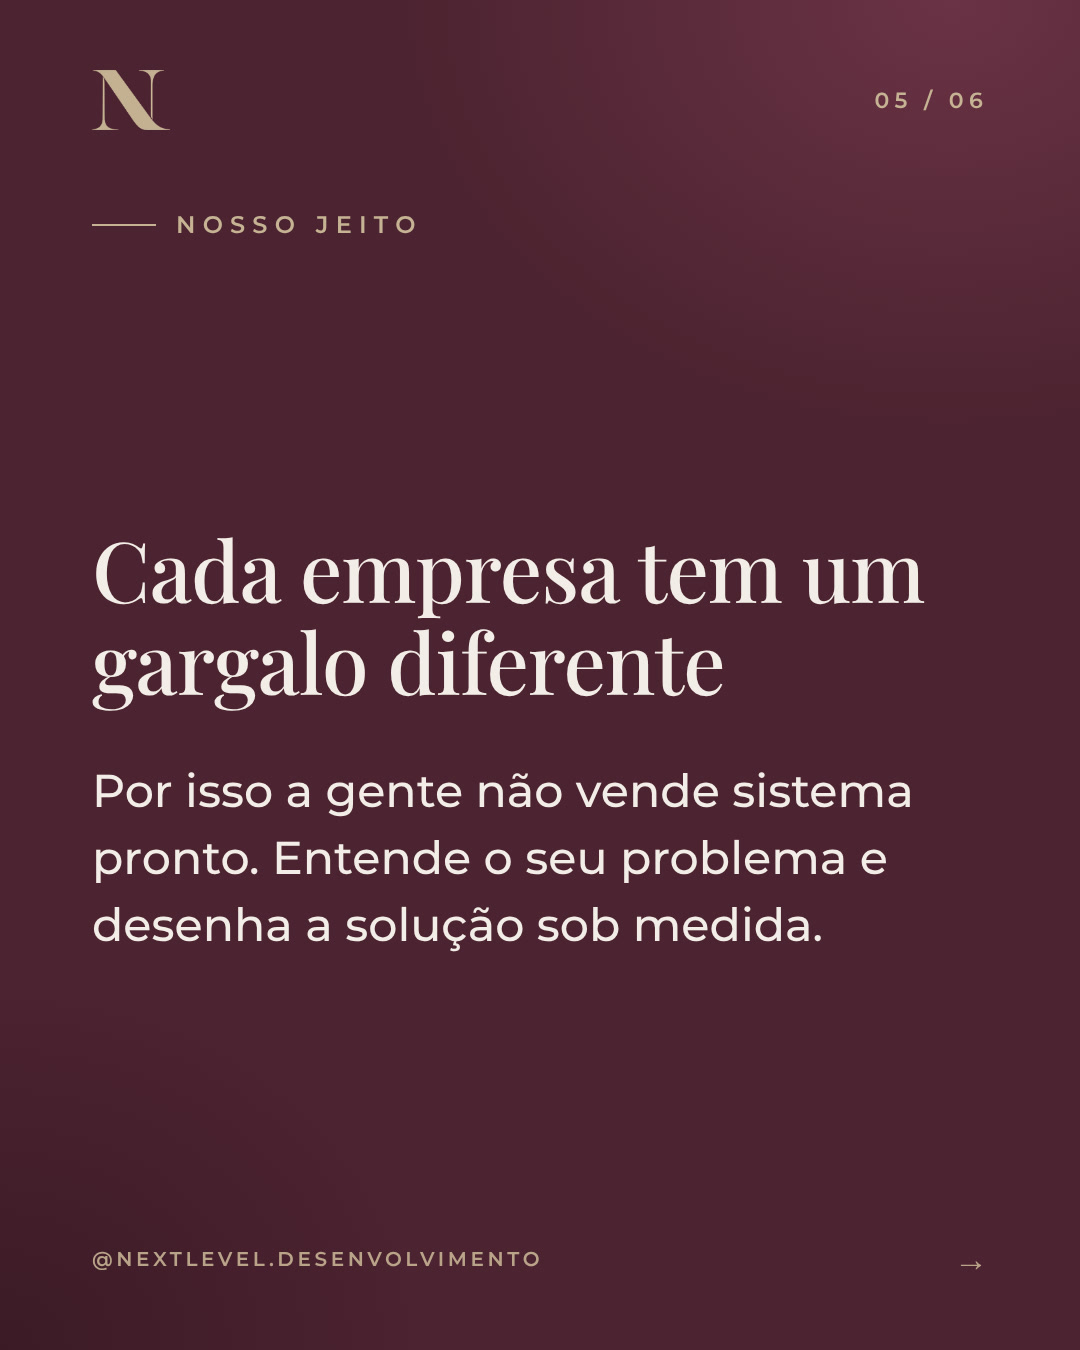 N
05 / 06
NOSSO JEITO
Cada empresa tem um
gargalo diferente
Por isso a gente não vende sistema
pronto. Entende o seu problema e
desenha a solução sob medida.
@NEXTLEVEL.DESENVOLVIMENTO
→